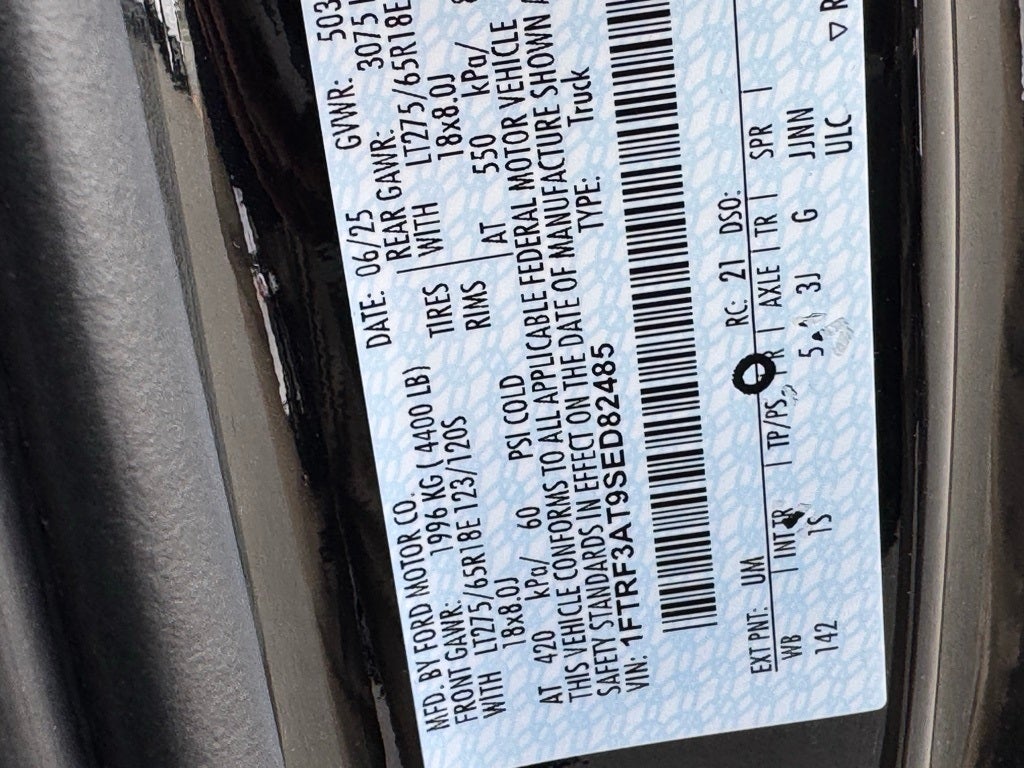 MFD. BY FORD MOTOR CO.
DATE: 06/25 GVWR: 503
FRONT GAWR: 1996 KG ( 4400 LB) REAR GAWR: 3075
WITH LT275/65R18E 123/120S TIRES WITH LT275/65R18E
18x8.0J RIMS 18x8.0J
AT 420 kPa/ 60 PSI COLD AT 550 kPa/
THIS VEHICLE CONFORMS TO ALL APPLICABLE FEDERAL MOTOR VEHICLE
SAFETY STANDARDS IN EFFECT ON THE DATE OF MANUFACTURE SHOWN A
VIN: 1FTRF3AT9SED82485 TYPE: Truck
EXT PNT: UM RC: 21 DSO:
WB | INT TR | TP/PS | R | AXLE | TR | SPR |
142 1S 5 3J G JJNN
ULC
▽ R